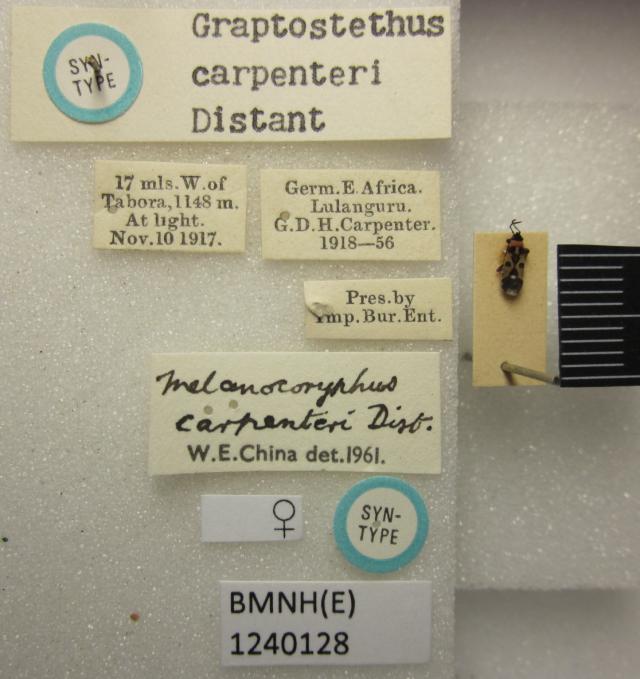 Graptostethus
carpenteri
Distant
SYN-
TYPE
17 mls. W. of
Tabora, 1148 m.
At light.
Nov. 10 1917.
Germ. E. Africa.
Lulanguru.
G. D. H. Carpenter.
1918—56
Pres. by
Imp. Bur. Ent.
Melanocoryphus
carpenteri Dist.
W. E. China det. 1961.
♀
SYN-
TYPE
BMNH(E)
1240128